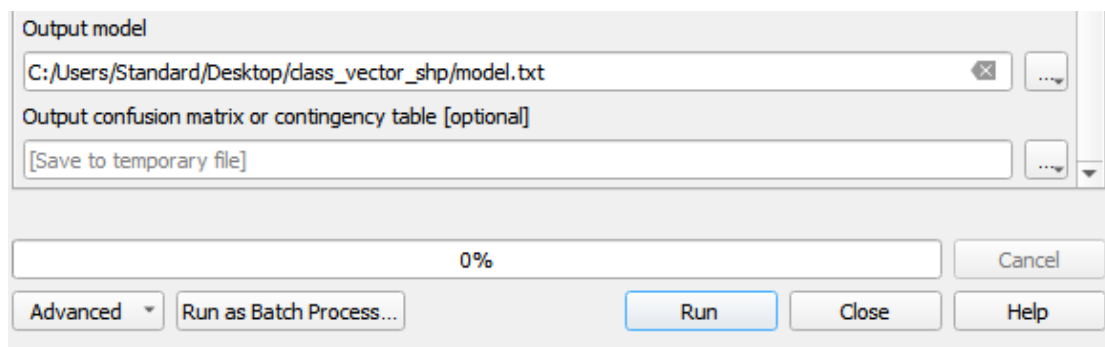 Output model
C:/Users/Standard/Desktop/class_vector_shp/model.txt
...
Output confusion matrix or contingency table [optional]
[Save to temporary file]
...
0%
Cancel
Advanced
Run as Batch Process...
Run
Close
Help